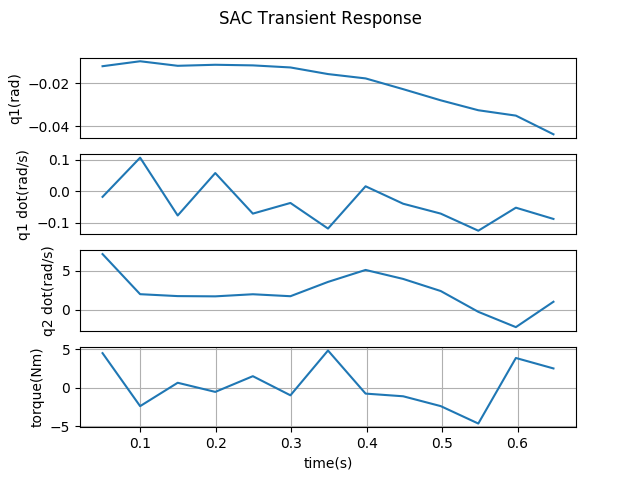 SAC Transient Response
q1(rad)
−0.02
−0.04
q1 dot(rad/s)
0.1
0.0
−0.1
q2 dot(rad/s)
5
0
torque(Nm)
5
0
−5
0.1 0.2 0.3 0.4 0.5 0.6
time(s)